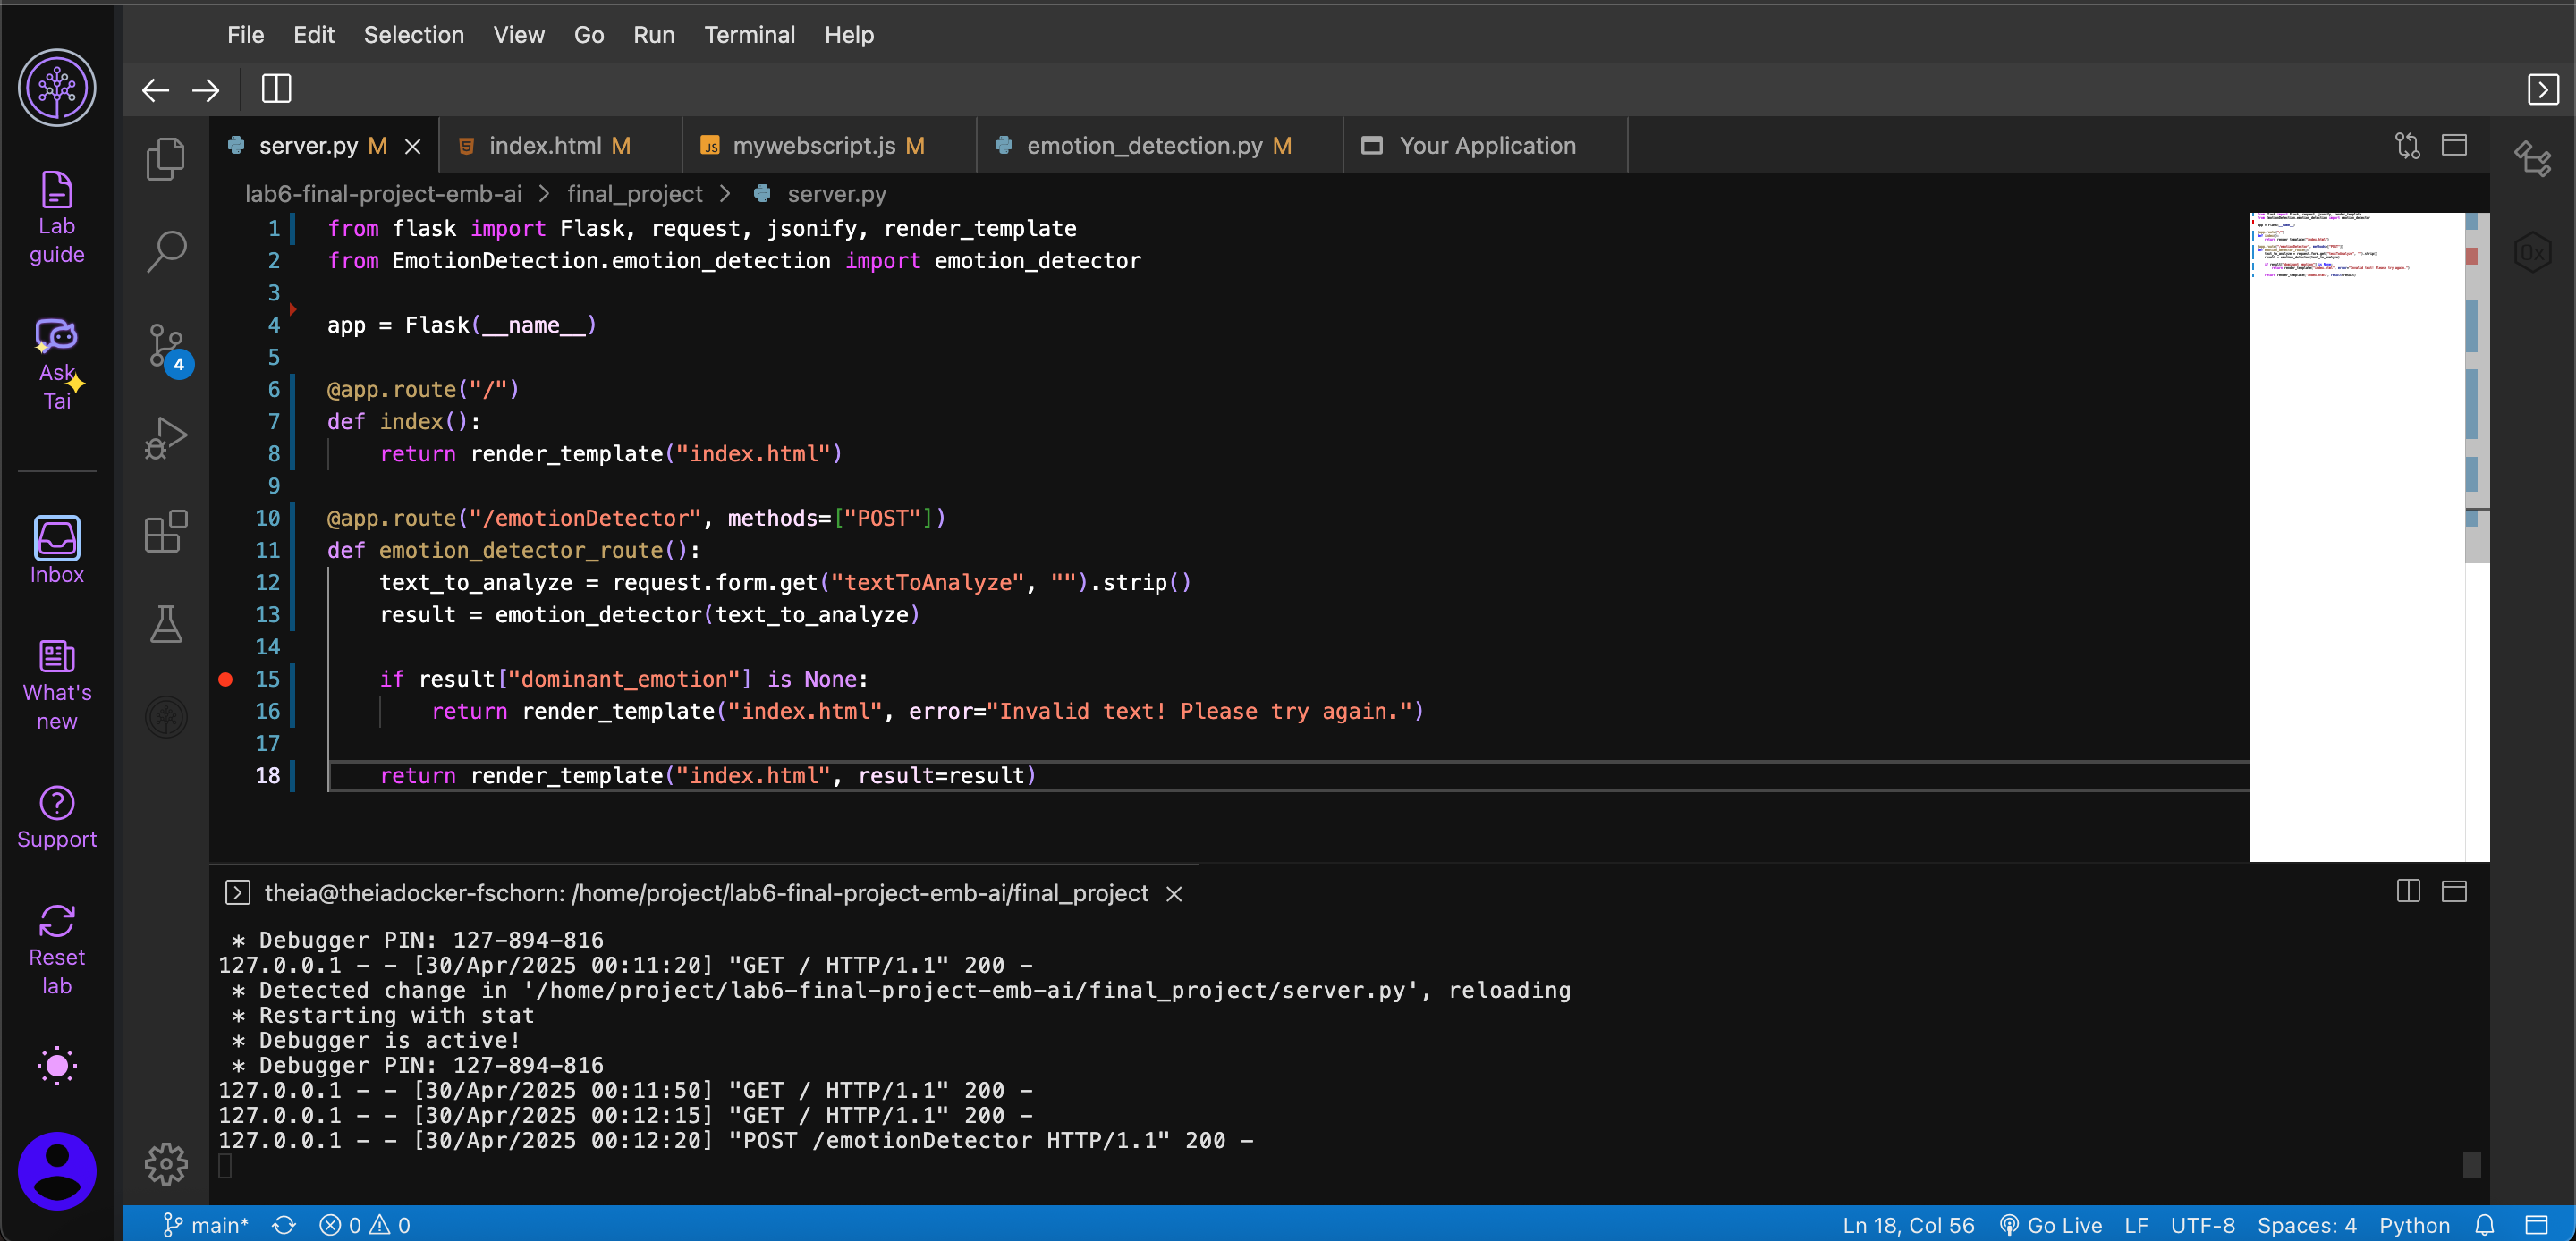 File Edit Selection View Go Run Terminal Help
Lab guide
Ask Tai
Inbox
What's new
Support
Reset lab
4
server.py M
index.html M
JS mywebscript.js M
emotion_detection.py M
Your Application
lab6-final-project-emb-ai > final_project > server.py
1 from flask import Flask, request, jsonify, render_template
2 from EmotionDetection.emotion_detection import emotion_detector
3
4 app = Flask(__name__)
5
6 @app.route("/")
7 def index():
8     return render_template("index.html")
9
10 @app.route("/emotionDetector", methods=["POST"])
11 def emotion_detector_route():
12     text_to_analyze = request.form.get("textToAnalyze", "").strip()
13     result = emotion_detector(text_to_analyze)
14
15     if result["dominant_emotion"] is None:
16         return render_template("index.html", error="Invalid text! Please try again.")
17
18     return render_template("index.html", result=result)
theia@theiadocker-fschorn: /home/project/lab6-final-project-emb-ai/final_project
 * Debugger PIN: 127-894-816
127.0.0.1 - - [30/Apr/2025 00:11:20] "GET / HTTP/1.1" 200 -
 * Detected change in '/home/project/lab6-final-project-emb-ai/final_project/server.py', reloading
 * Restarting with stat
 * Debugger is active!
 * Debugger PIN: 127-894-816
127.0.0.1 - - [30/Apr/2025 00:11:50] "GET / HTTP/1.1" 200 -
127.0.0.1 - - [30/Apr/2025 00:12:15] "GET / HTTP/1.1" 200 -
127.0.0.1 - - [30/Apr/2025 00:12:20] "POST /emotionDetector HTTP/1.1" 200 -
main* 0 0 Ln 18, Col 56 Go Live LF UTF-8 Spaces: 4 Python
0x